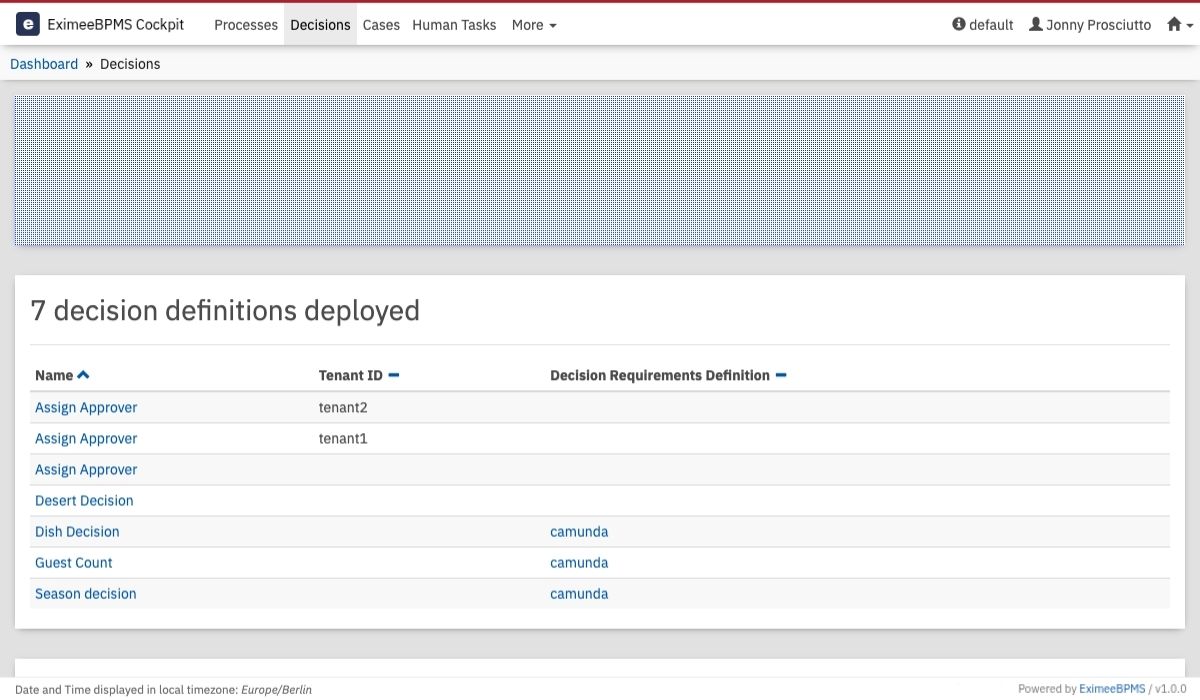 e EximeeBPMS Cockpit Processes Decisions Cases Human Tasks More default Jonny Prosciutto
Dashboard » Decisions
7 decision definitions deployed
Name Tenant ID Decision Requirements Definition
Assign Approver tenant2
Assign Approver tenant1
Assign Approver
Desert Decision
Dish Decision camunda
Guest Count camunda
Season decision camunda
Date and Time displayed in local timezone: Europe/Berlin Powered by EximeeBPMS / v1.0.0